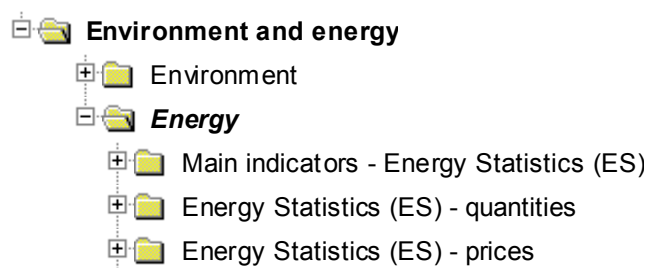 Environment and energy
Environment
Energy
Main indicators - Energy Statistics (ES)
Energy Statistics (ES) - quantities
Energy Statistics (ES) - prices